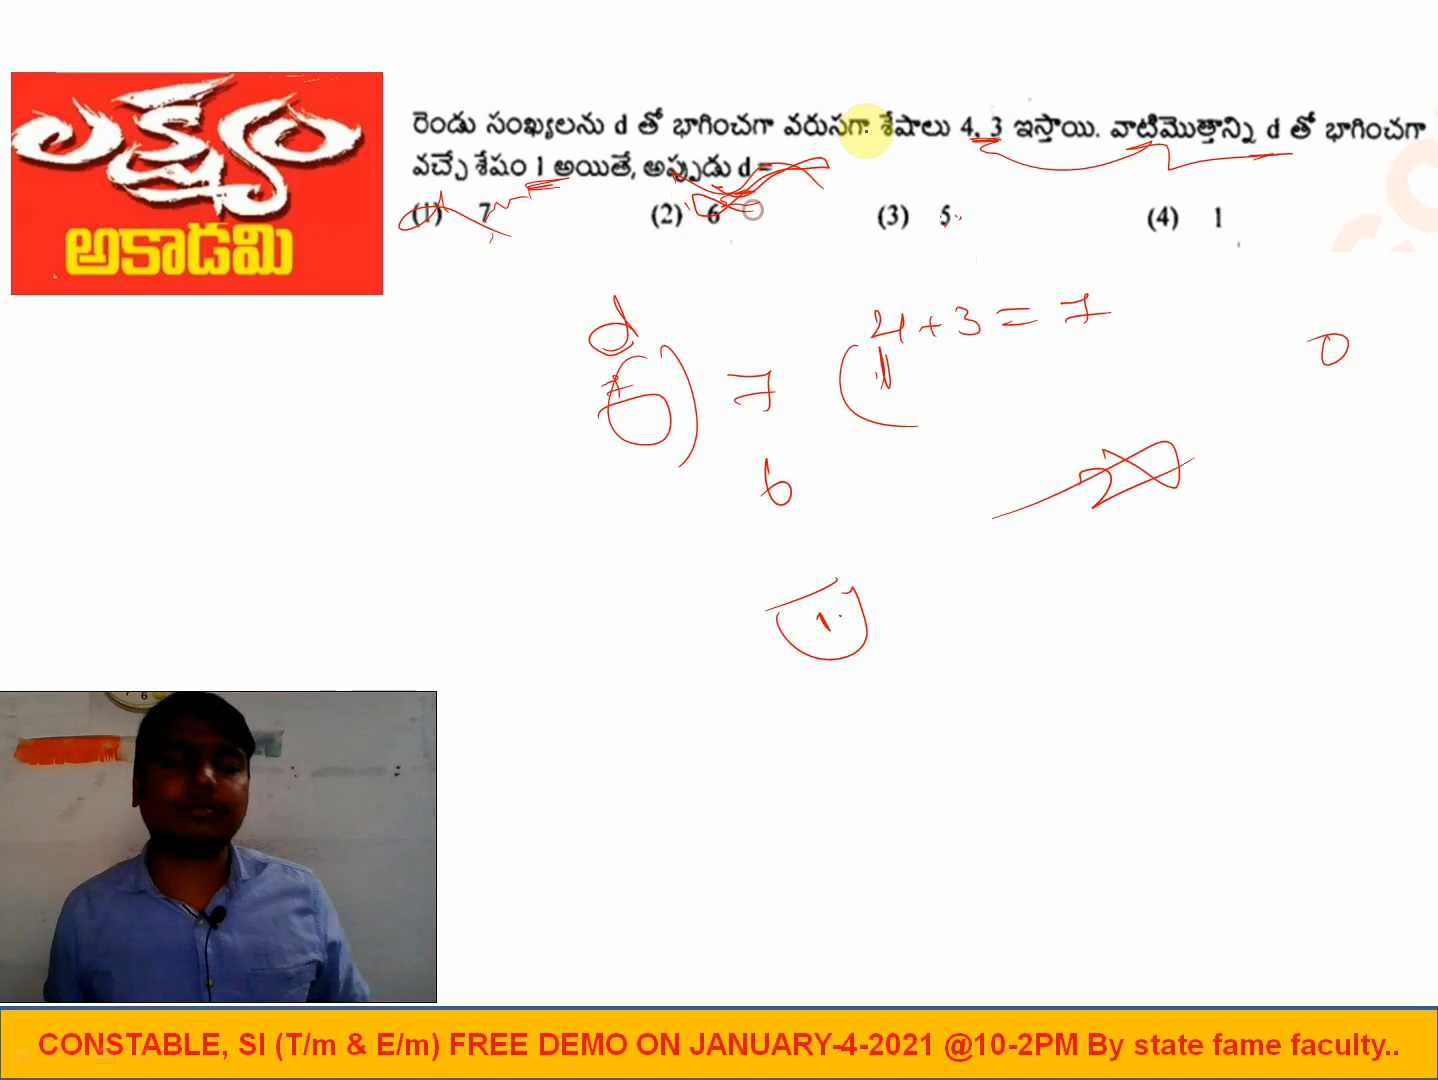 లక్ష్యం
అకాడమి
రెండు సంఖ్యలను d తో భాగించగా వరుసగా శేషాలు 4, 3 ఇస్తాయి. వాటిమొత్తాన్ని d తో భాగించగా
వచ్చే శేషం 1 అయితే, అప్పుడు d =
(1) 7 (2) 6 (3) 5 (4) 1
4 + 3 = 7
d
6) 7 (1
6
1
0
CONSTABLE, SI (T/m & E/m) FREE DEMO ON JANUARY-4-2021 @10-2PM By state fame faculty..